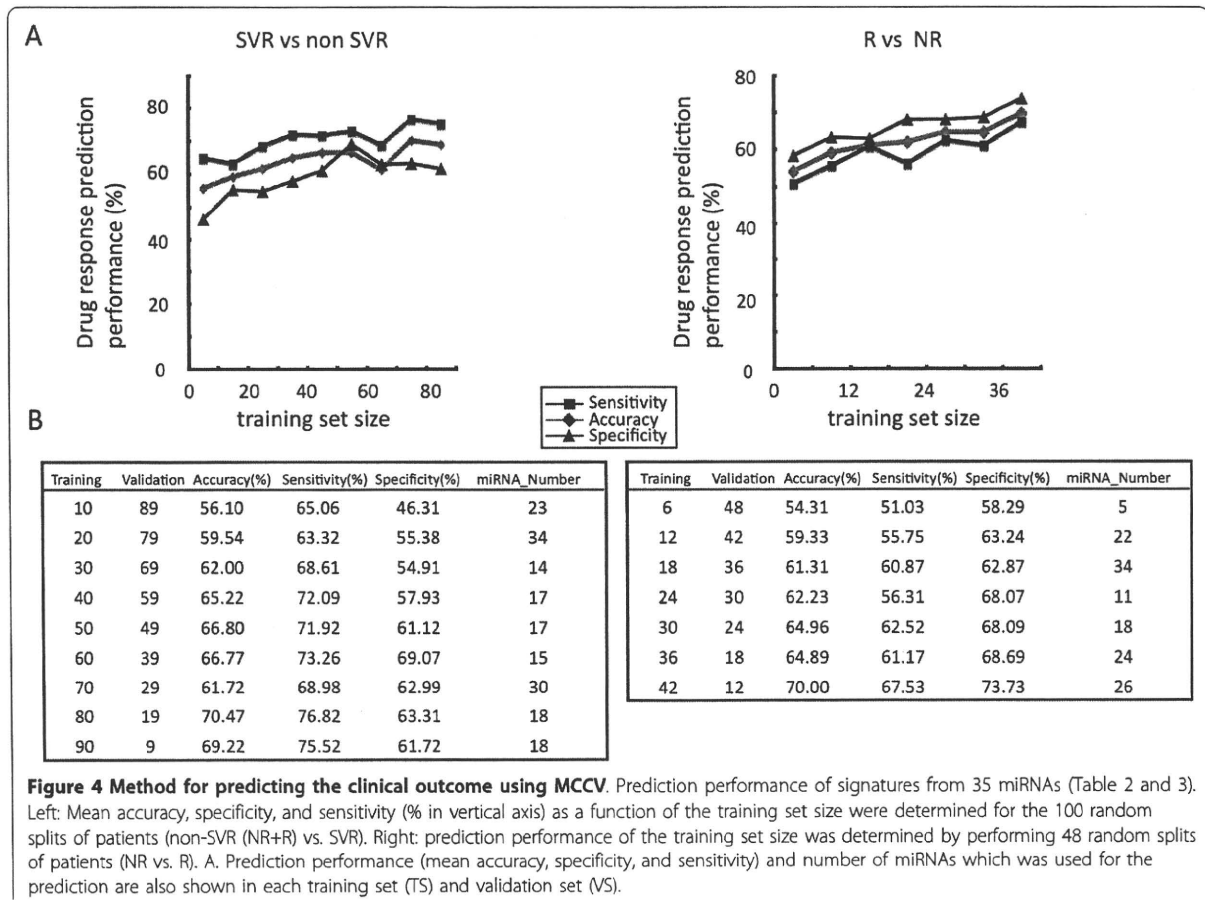 A
SVR vs non SVR
R vs NR
Drug response prediction
performance (%)
80
60
40
20
0
0 20 40 60 80
training set size
Drug response prediction
performance (%)
80
60
40
20
0
0 12 24 36
training set size
Sensitivity
Accuracy
Specificity
B
Training Validation Accuracy(%) Sensitivity(%) Specificity(%) miRNA_Number
10 89 56.10 65.06 46.31 23
20 79 59.54 63.32 55.38 34
30 69 62.00 68.61 54.91 14
40 59 65.22 72.09 57.93 17
50 49 66.80 71.92 61.12 17
60 39 66.77 73.26 69.07 15
70 29 61.72 68.98 62.99 30
80 19 70.47 76.82 63.31 18
90 9 69.22 75.52 61.72 18
Training Validation Accuracy(%) Sensitivity(%) Specificity(%) miRNA_Number
6 48 54.31 51.03 58.29 5
12 42 59.33 55.75 63.24 22
18 36 61.31 60.87 62.87 34
24 30 62.23 56.31 68.07 11
30 24 64.96 62.52 68.09 18
36 18 64.89 61.17 68.69 24
42 12 70.00 67.53 73.73 26
Figure 4 Method for predicting the clinical outcome using MCCV. Prediction performance of signatures from 35 miRNAs (Table 2 and 3).
Left: Mean accuracy, specificity, and sensitivity (% in vertical axis) as a function of the training set size were determined for the 100 random
splits of patients (non-SVR (NR+R) vs. SVR). Right: prediction performance of the training set size was determined by performing 48 random splits
of patients (NR vs. R). A. Prediction performance (mean accuracy, specificity, and sensitivity) and number of miRNAs which was used for the
prediction are also shown in each training set (TS) and validation set (VS).